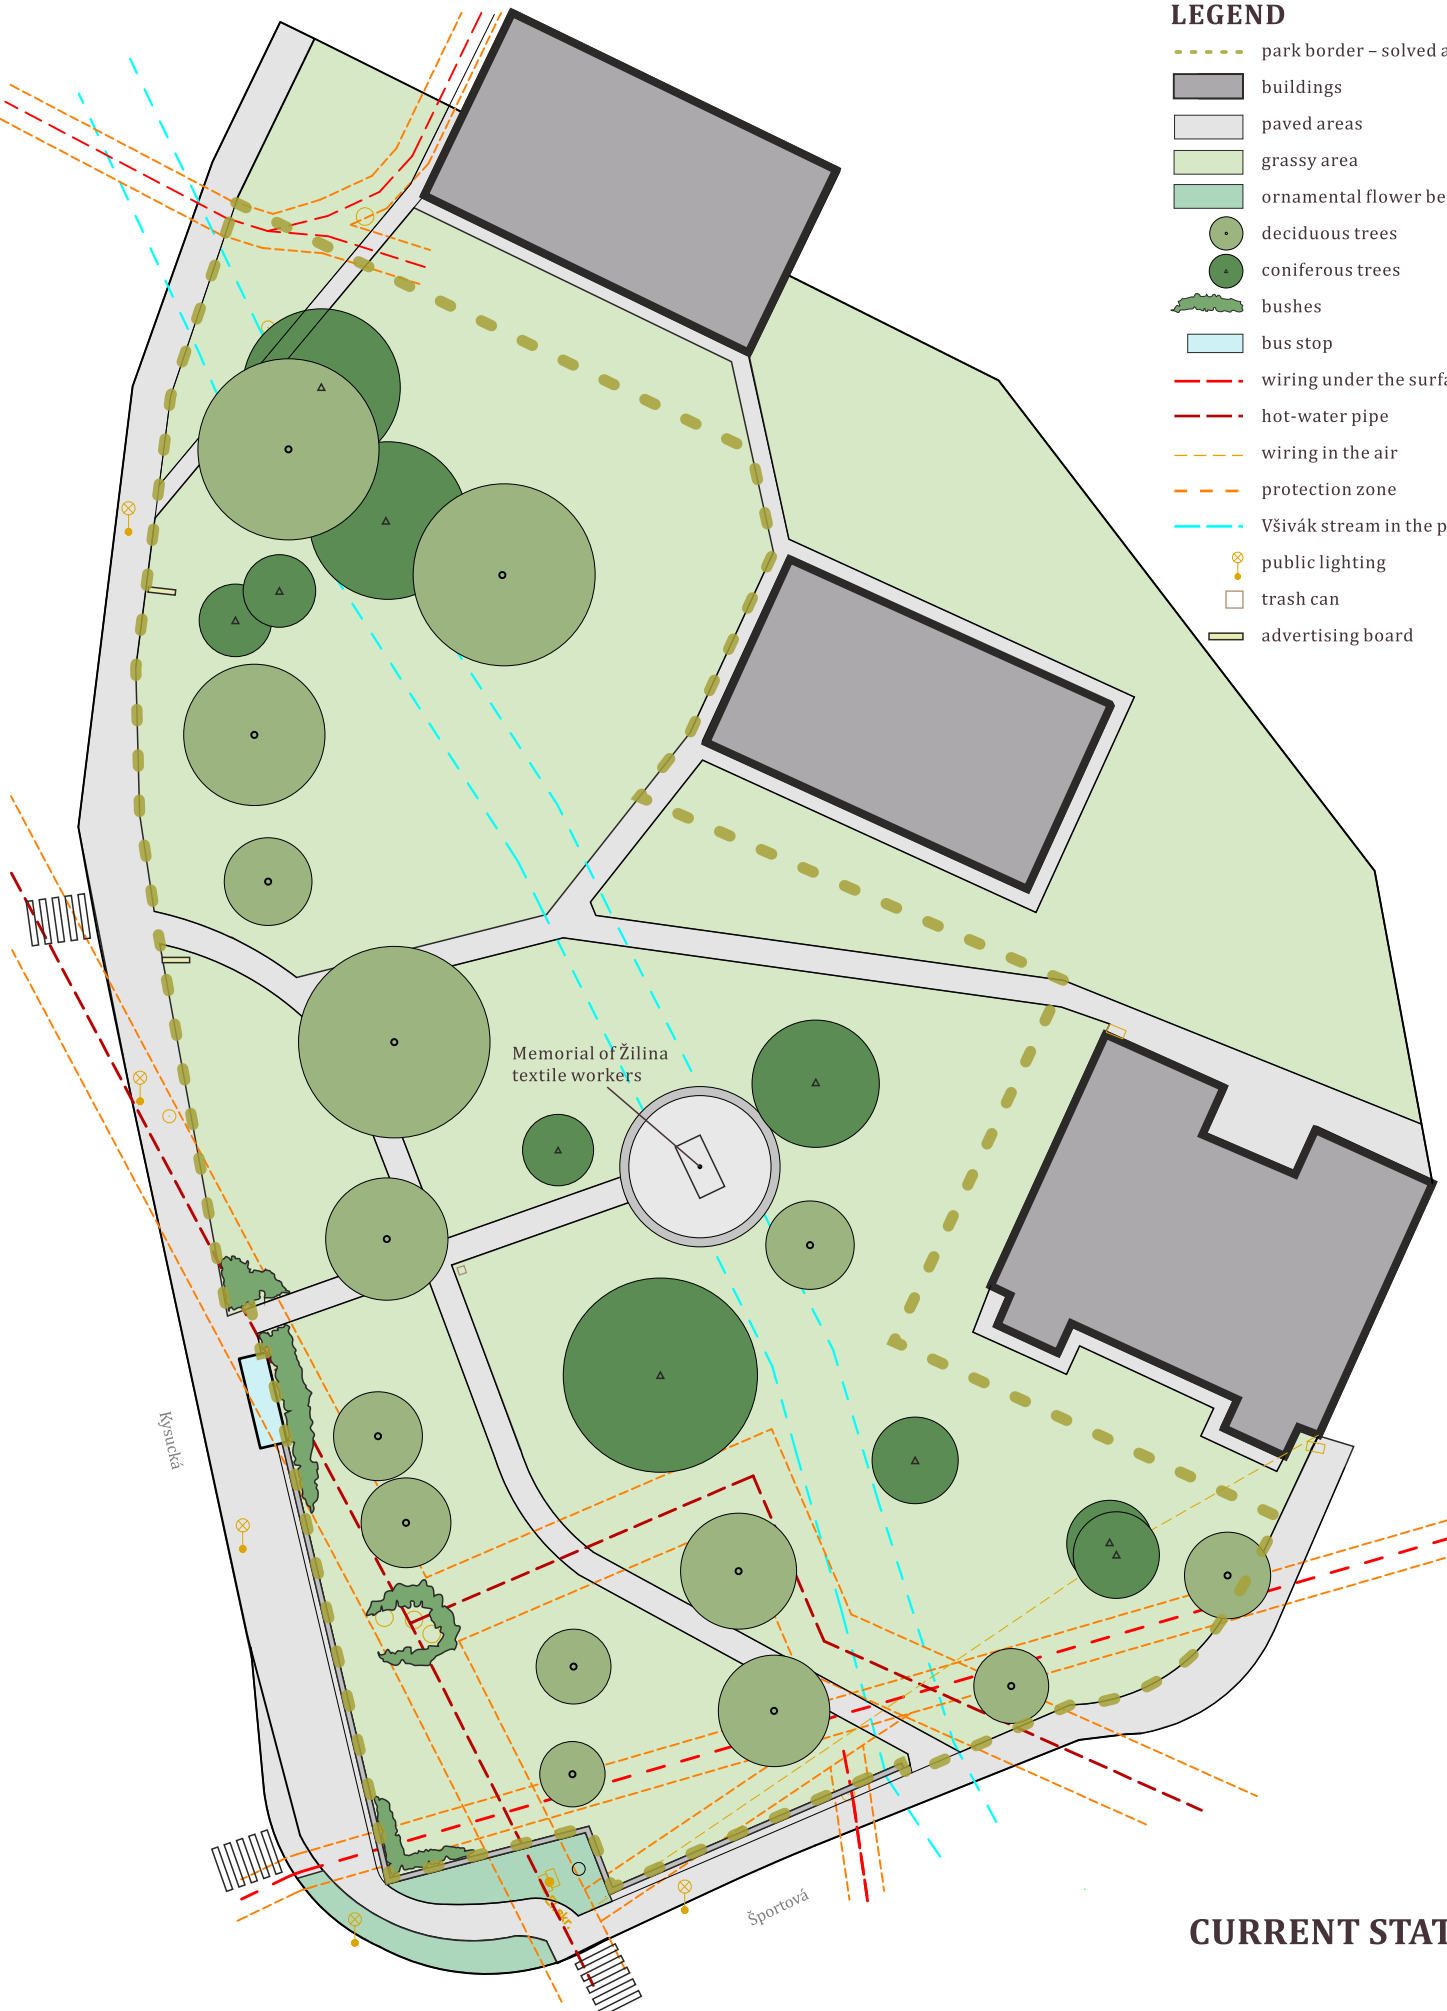 LEGEND
park border – solved a
buildings
paved areas
grassy area
ornamental flower be
deciduous trees
coniferous trees
bushes
bus stop
wiring under the surfa
hot-water pipe
wiring in the air
protection zone
Všivák stream in the p
public lighting
trash can
advertising board
Memorial of Žilina
textile workers
Kysucká
Športová
CURRENT STAT